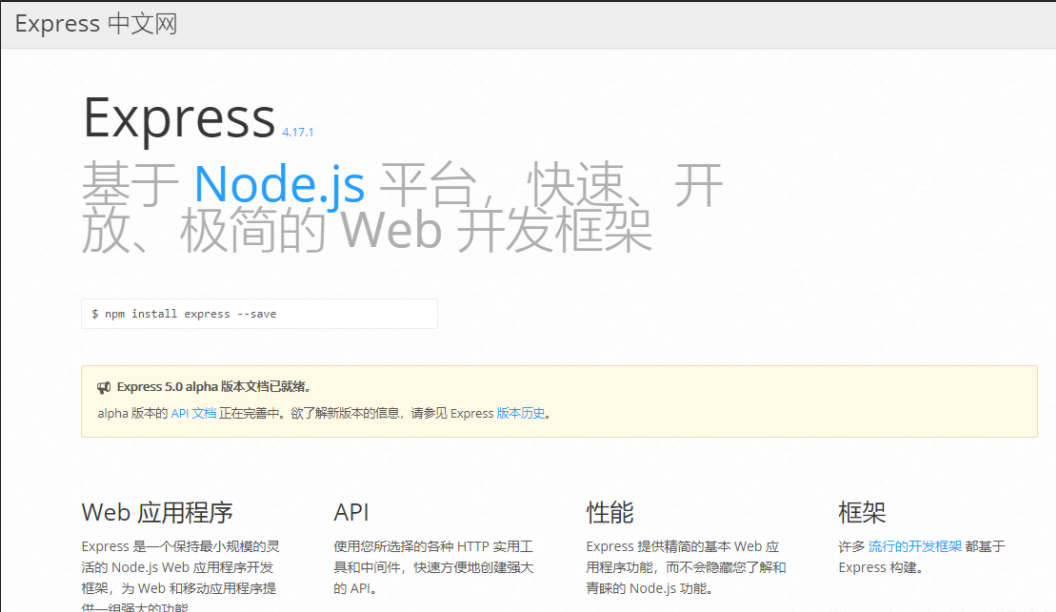 Express 中文网
Express 4.17.1
基于 Node.js 平台，快速、开
放、极简的 Web 开发框架
$ npm install express --save
Express 5.0 alpha 版本文档已就绪。
alpha 版本的 API 文档 正在完善中。欲了解新版本的信息，请参见 Express 版本历史。
Web 应用程序
Express 是一个保持最小规模的灵
活的 Node.js Web 应用程序开发
框架，为 Web 和移动应用程序提
供一组强大的功能
API
使用您所选择的各种 HTTP 实用工
具和中间件，快速方便地创建强大
的 API。
性能
Express 提供精简的基本 Web 应
用程序功能，而不会隐藏您了解和
青睐的 Node.js 功能。
框架
许多 流行的开发框架 都基于
Express 构建。